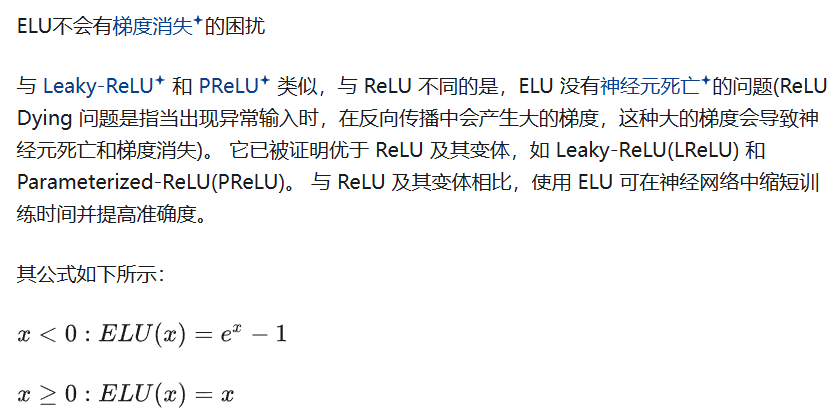 ELU不会有梯度消失的困扰
与 Leaky-ReLU 和 PReLU 类似，与 ReLU 不同的是，ELU 没有神经元死亡的问题(ReLU
Dying 问题是指当出现异常输入时，在反向传播中会产生大的梯度，这种大的梯度会导致神
经元死亡和梯度消失)。 它已被证明优于 ReLU 及其变体，如 Leaky-ReLU(LReLU) 和
Parameterized-ReLU(PReLU)。 与 ReLU 及其变体相比，使用 ELU 可在神经网络中缩短训
练时间并提高准确度。
其公式如下所示：
x < 0 : ELU(x) = e^x − 1
x ≥ 0 : ELU(x) = x